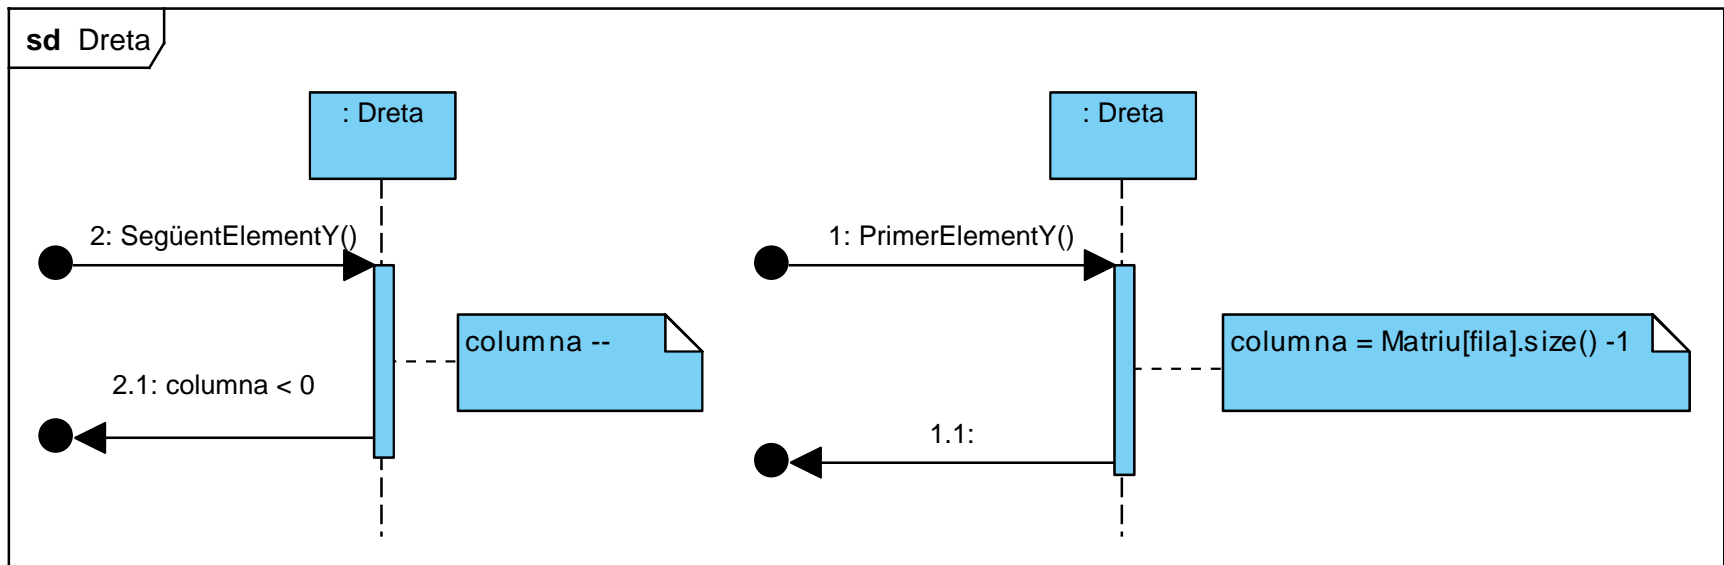 sd Dreta
: Dreta
: Dreta
2: SegüentElementY()
1: PrimerElementY()
columna --
columna = Matriu[fila].size() -1
2.1: columna < 0
1.1: